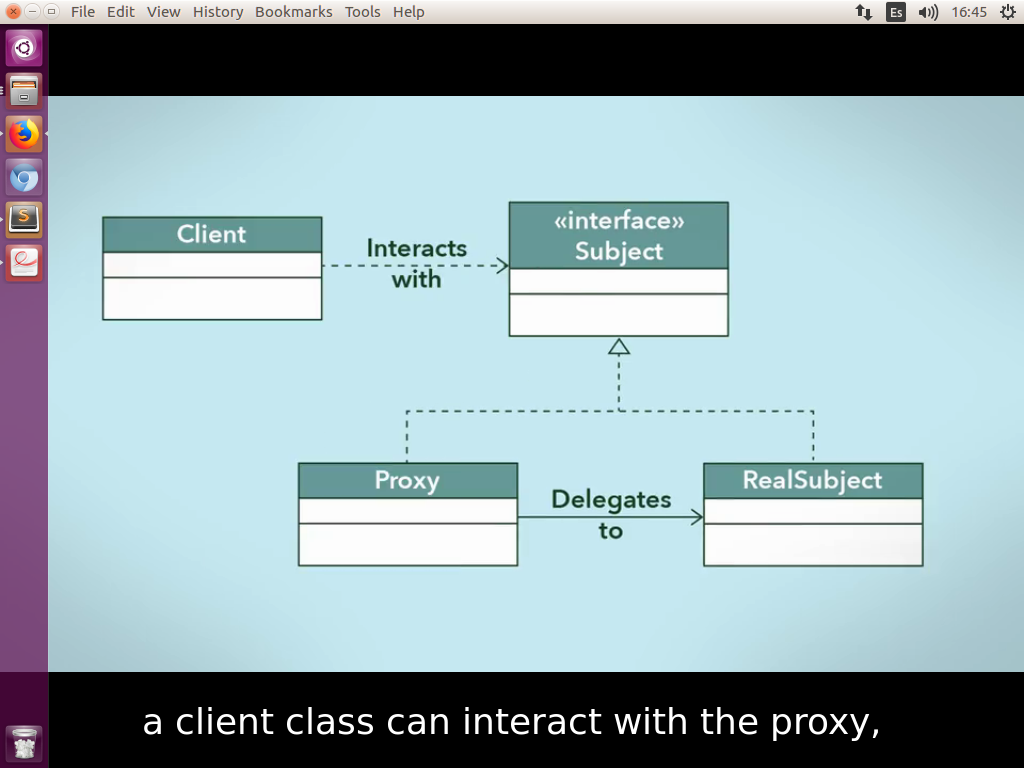 File Edit View History Bookmarks Tools Help
Es
16:45
Client
Interacts
with
«interface»
Subject
Proxy
Delegates
to
RealSubject
S
a client class can interact with the proxy,